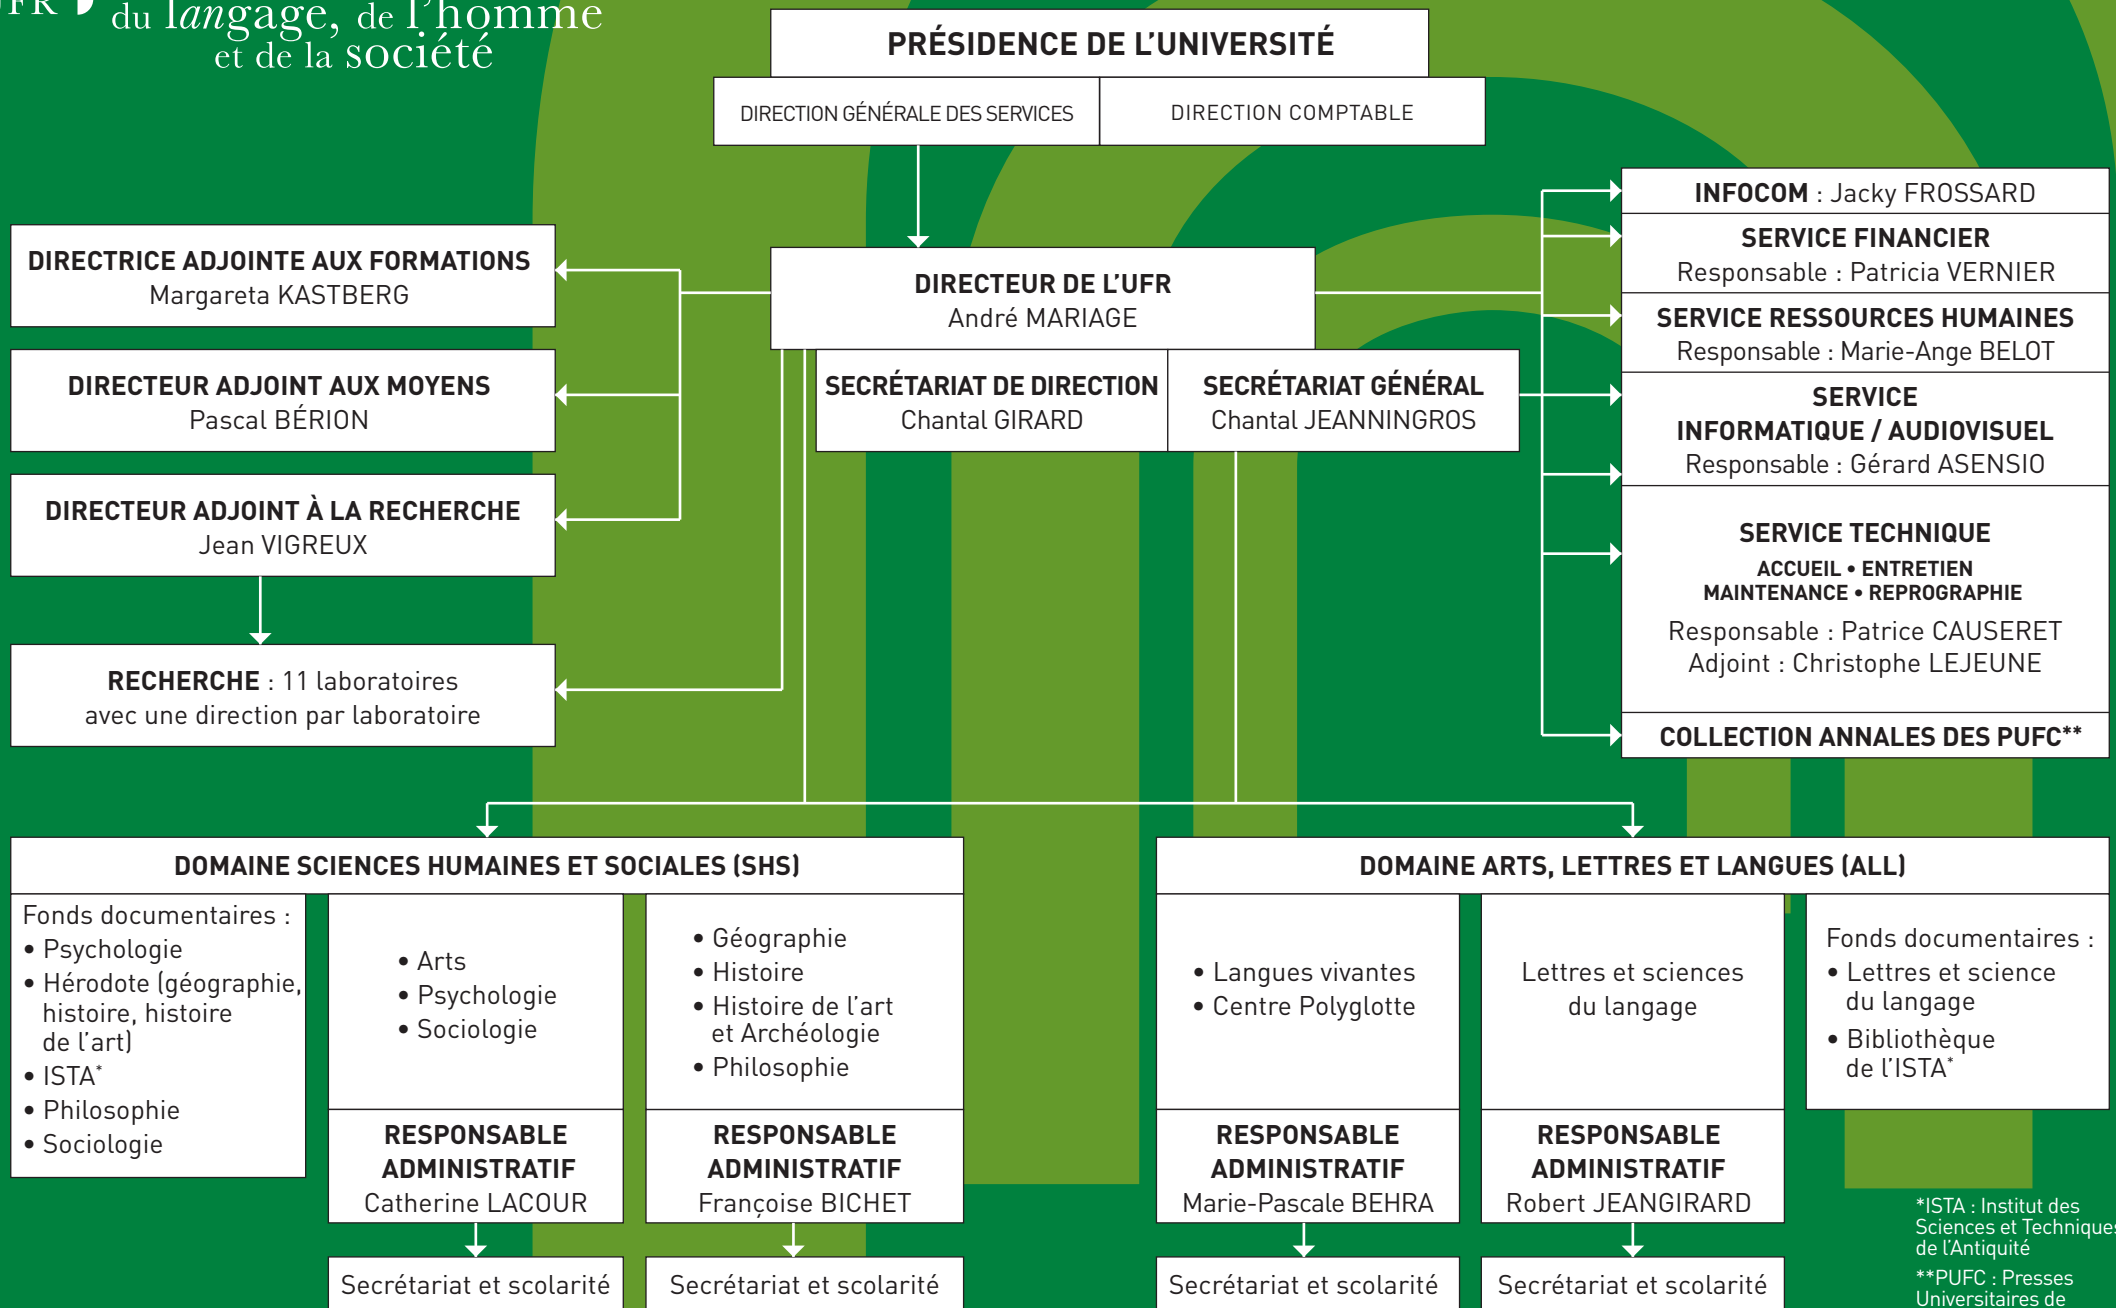 du langage, de l'homme
et de la société
PRÉSIDENCE DE L'UNIVERSITÉ
DIRECTION GÉNÉRALE DES SERVICES
DIRECTION COMPTABLE
DIRECTRICE ADJOINTE AUX FORMATIONS
Margareta KASTBERG
DIRECTEUR ADJOINT AUX MOYENS
Pascal BÉRION
DIRECTEUR ADJOINT À LA RECHERCHE
Jean VIGREUX
RECHERCHE : 11 laboratoires
avec une direction par laboratoire
DIRECTEUR DE L'UFR
André MARIAGE
SECRÉTARIAT DE DIRECTION
Chantal GIRARD
SECRÉTARIAT GÉNÉRAL
Chantal JEANNINGROS
INFOCOM : Jacky FROSSARD
SERVICE FINANCIER
Responsable : Patricia VERNIER
SERVICE RESSOURCES HUMAINES
Responsable : Marie-Ange BELOT
SERVICE
INFORMATIQUE / AUDIOVISUEL
Responsable : Gérard ASENSIO
SERVICE TECHNIQUE
ACCUEIL • ENTRETIEN
MAINTENANCE • REPROGRAPHIE
Responsable : Patrice CAUSERET
Adjoint : Christophe LEJEUNE
COLLECTION ANNALES DES PUFC**
DOMAINE SCIENCES HUMAINES ET SOCIALES (SHS)
Fonds documentaires :
• Psychologie
• Hérodote (géographie,
histoire, histoire
de l'art)
• ISTA*
• Philosophie
• Sociologie
• Arts
• Psychologie
• Sociologie
RESPONSABLE
ADMINISTRATIF
Catherine LACOUR
Secrétariat et scolarité
• Géographie
• Histoire
• Histoire de l'art
et Archéologie
• Philosophie
RESPONSABLE
ADMINISTRATIF
Françoise BICHET
Secrétariat et scolarité
DOMAINE ARTS, LETTRES ET LANGUES (ALL)
• Langues vivantes
• Centre Polyglotte
RESPONSABLE
ADMINISTRATIF
Marie-Pascale BEHRA
Secrétariat et scolarité
Lettres et sciences
du langage
RESPONSABLE
ADMINISTRATIF
Robert JEANGIRARD
Secrétariat et scolarité
Fonds documentaires :
• Lettres et science
du langage
• Bibliothèque
de l'ISTA*
*ISTA : Institut des
Sciences et Techniques
de l'Antiquité
**PUFC : Presses
Universitaires de